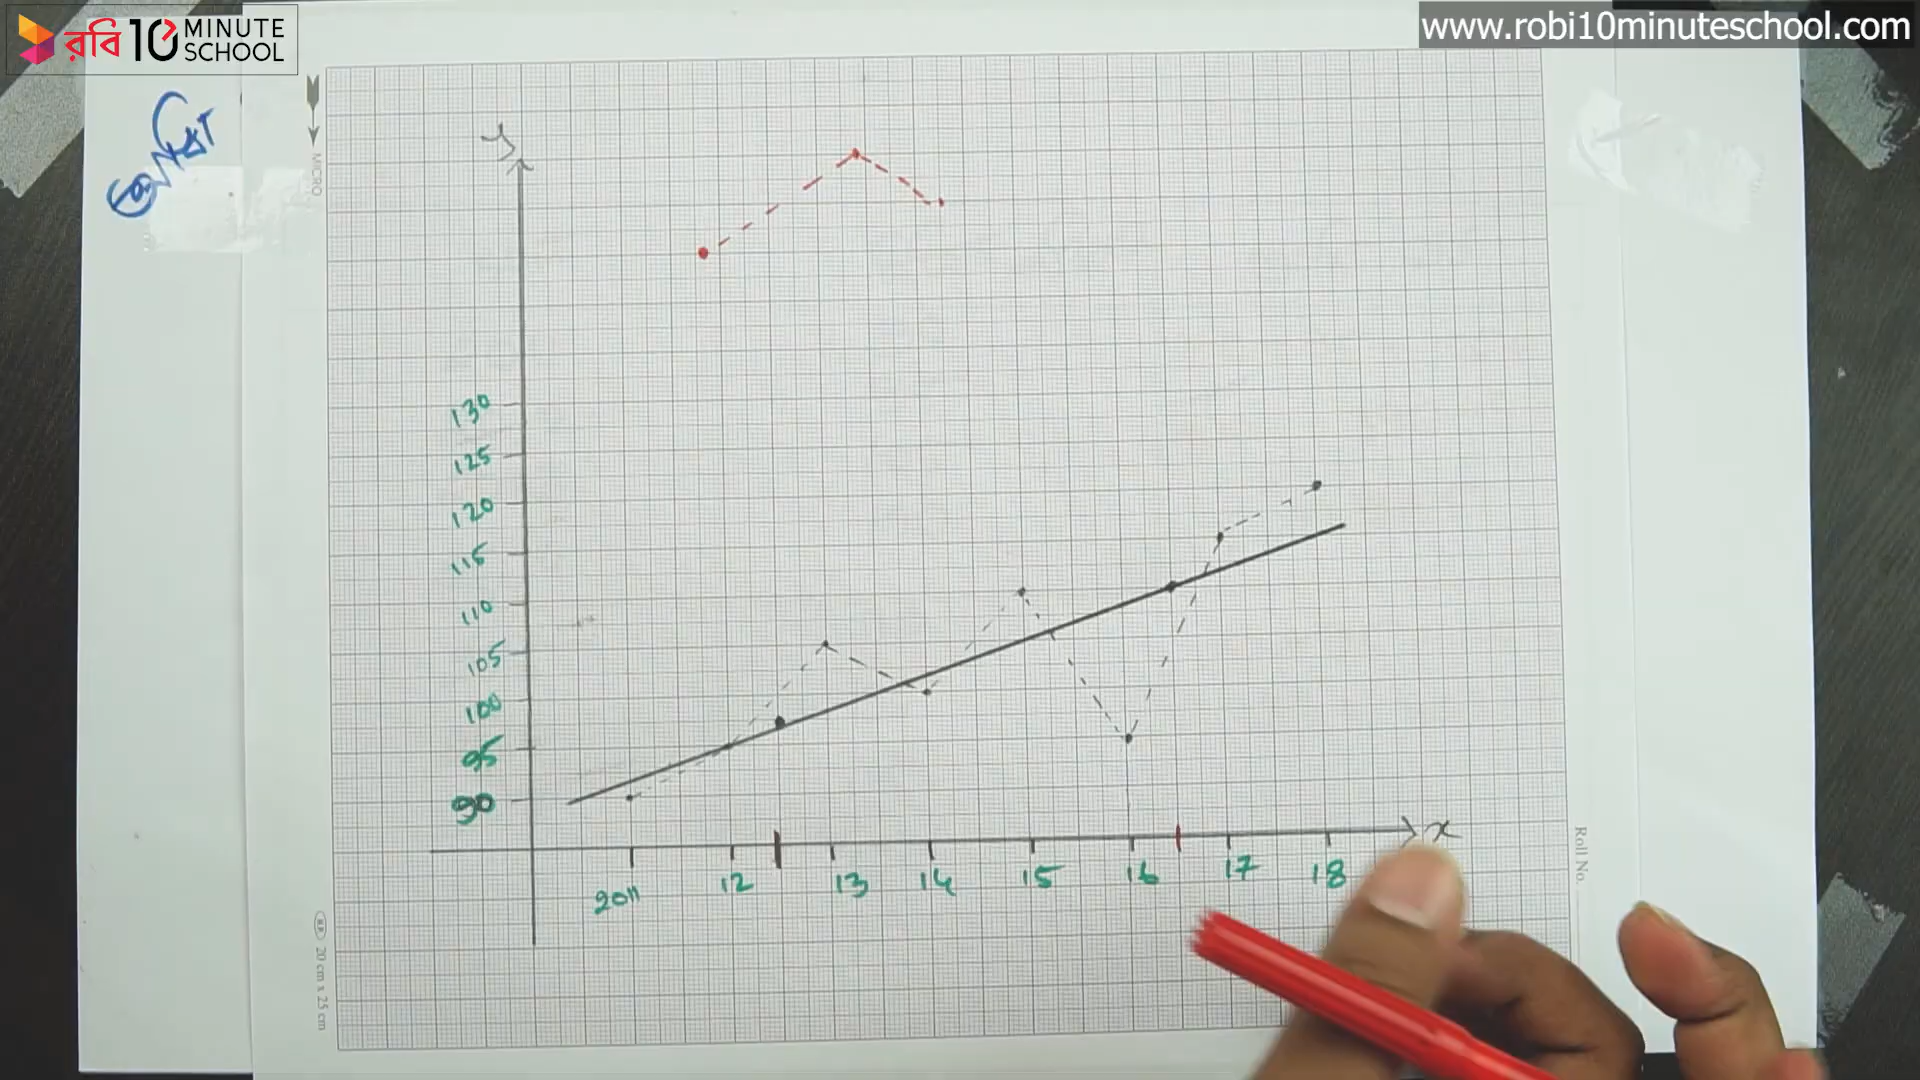 রবি 10 MINUTE SCHOOL
www.robi10minuteschool.com
MICRO
y
130
125
120
115
110
105
100
95
90
x
2011 12 13 14 15 16 17 18
Roll No.
20 cm x 25 cm